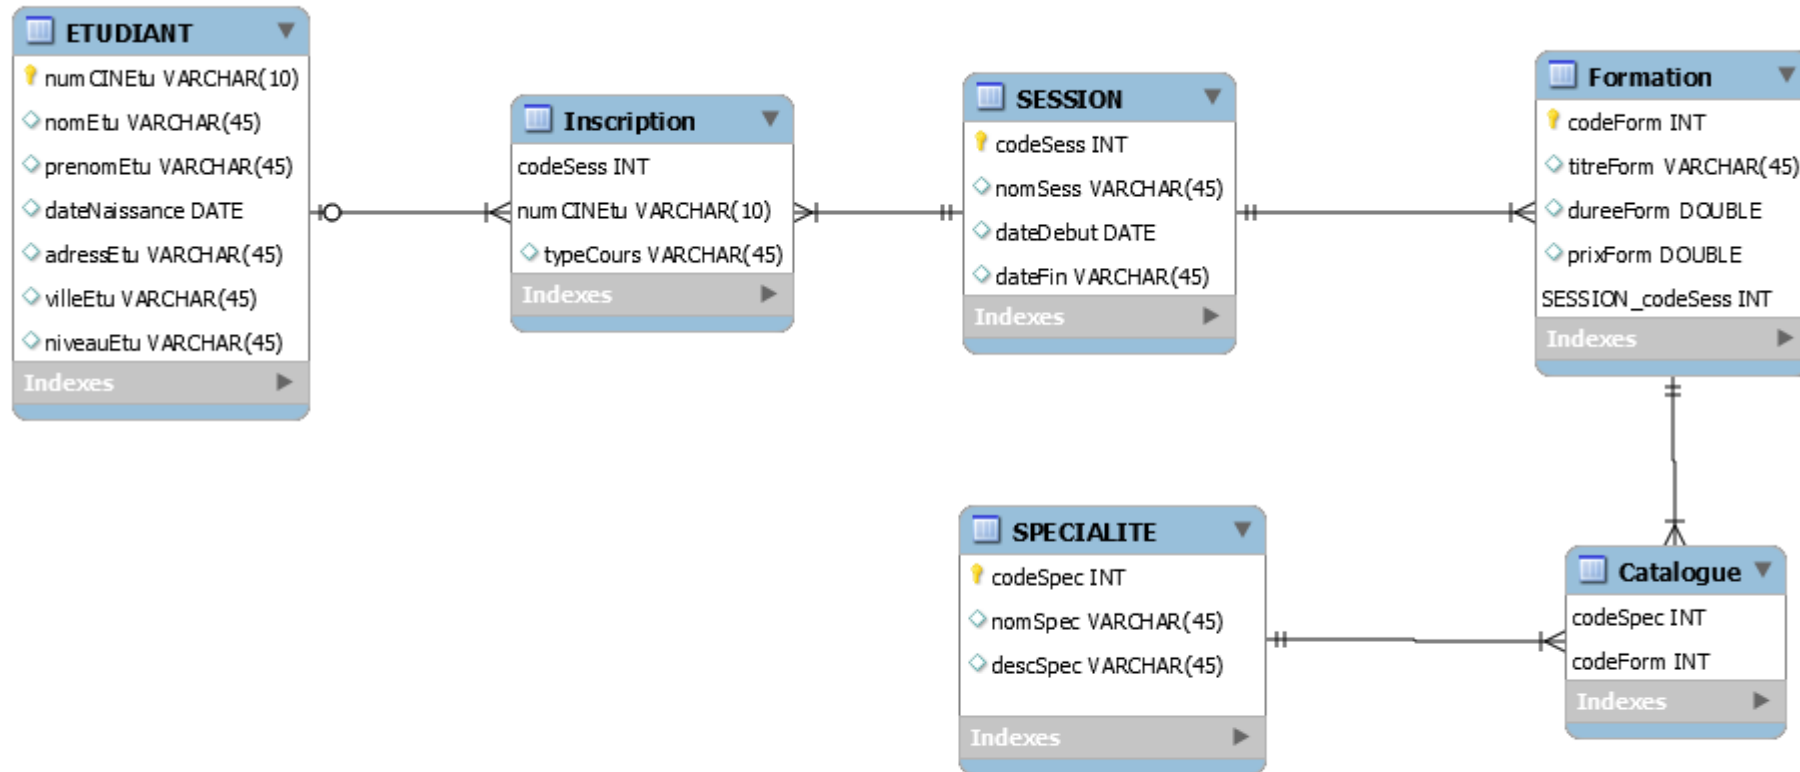 ETUDIANT
numCINEtu VARCHAR(10)
nomEtu VARCHAR(45)
prenomEtu VARCHAR(45)
dateNaissance DATE
adressEtu VARCHAR(45)
villeEtu VARCHAR(45)
niveauEtu VARCHAR(45)
Indexes
Inscription
codeSess INT
numCINEtu VARCHAR(10)
typeCours VARCHAR(45)
Indexes
SESSION
codeSess INT
nomSess VARCHAR(45)
dateDebut DATE
dateFin VARCHAR(45)
Indexes
Formation
codeForm INT
titreForm VARCHAR(45)
dureeForm DOUBLE
prixForm DOUBLE
SESSION_codeSess INT
Indexes
SPECIALITE
codeSpec INT
nomSpec VARCHAR(45)
descSpec VARCHAR(45)
Indexes
Catalogue
codeSpec INT
codeForm INT
Indexes